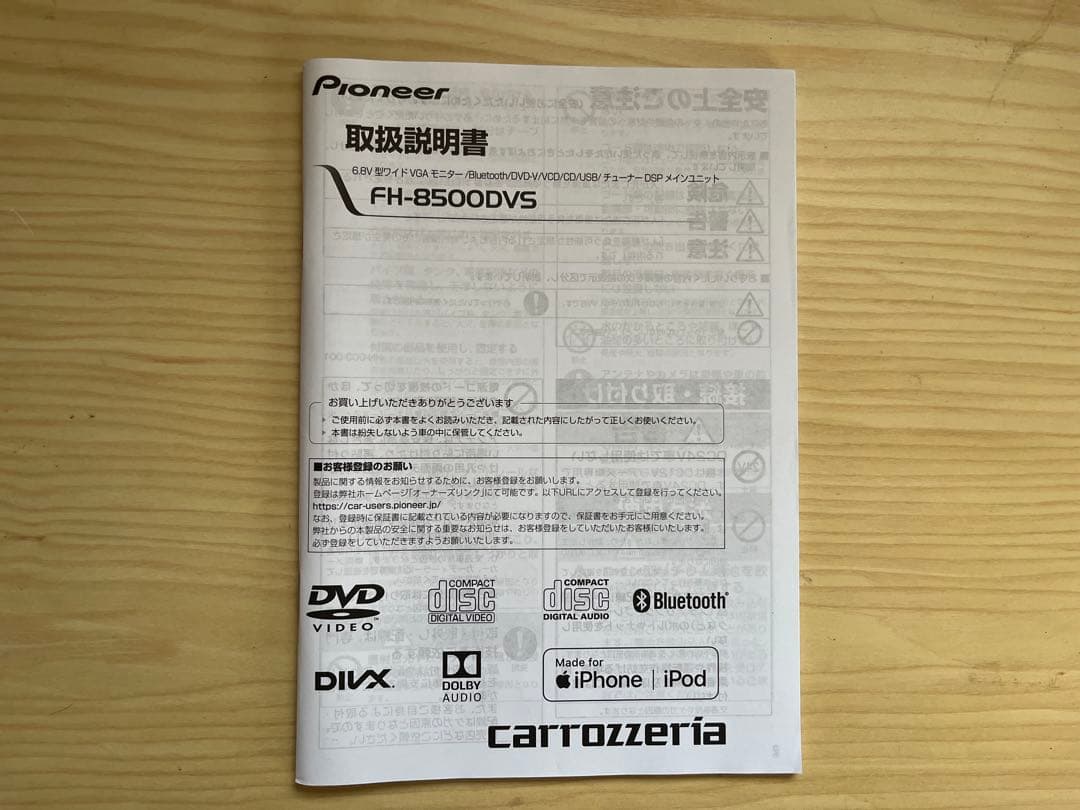 Pioneer
取扱説明書
6.8V型ワイドVGAモニター/Bluetooth/DVD-V/VCD/CD/USB/チューナーDSPメインユニット
FH-8500DVS
お買い上げいただきありがとうございます
ご使用前に必ず本書をよくお読みいただき、記載された内容にしたがって正しくお使いください。
本書は紛失しないよう車の中に保管してください。
■お客様登録のお願い
製品に関する情報をお知らせするために、お客様登録をお願いします。
登録は弊社ホームページ「オーナーズリンク」にて可能です。以下URLにアクセスして登録を行ってください。
https://car-users.pioneer.jp/
なお、登録時に保証書に記載されている内容が必要になりますので、保証書をお手元にご用意ください。
弊社からの本製品の安全に関する重要なお知らせは、お客様登録をしていただいたお客様にいたします。
必ず登録をしていただきますようお願いいたします。
DVD VIDEO
COMPACT disc DIGITAL VIDEO
COMPACT disc DIGITAL AUDIO
Bluetooth®
DIVX
DOLBY AUDIO
Made for
iPhone | iPod
carrozzeria